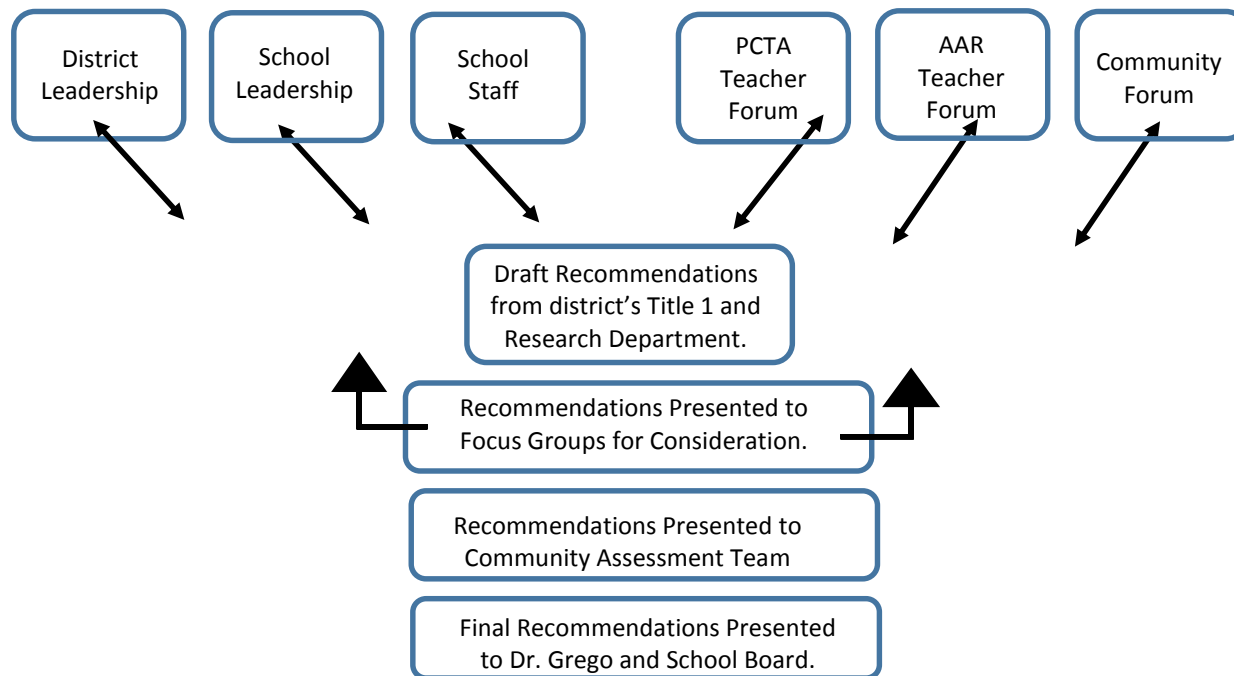 District
Leadership
School
Leadership
School
Staff
PCTA
Teacher
Forum
AAR
Teacher
Forum
Community
Forum
Draft Recommendations
from district’s Title 1 and
Research Department.
Recommendations Presented to
Focus Groups for Consideration.
Recommendations Presented to
Community Assessment Team
Final Recommendations Presented
to Dr. Grego and School Board.